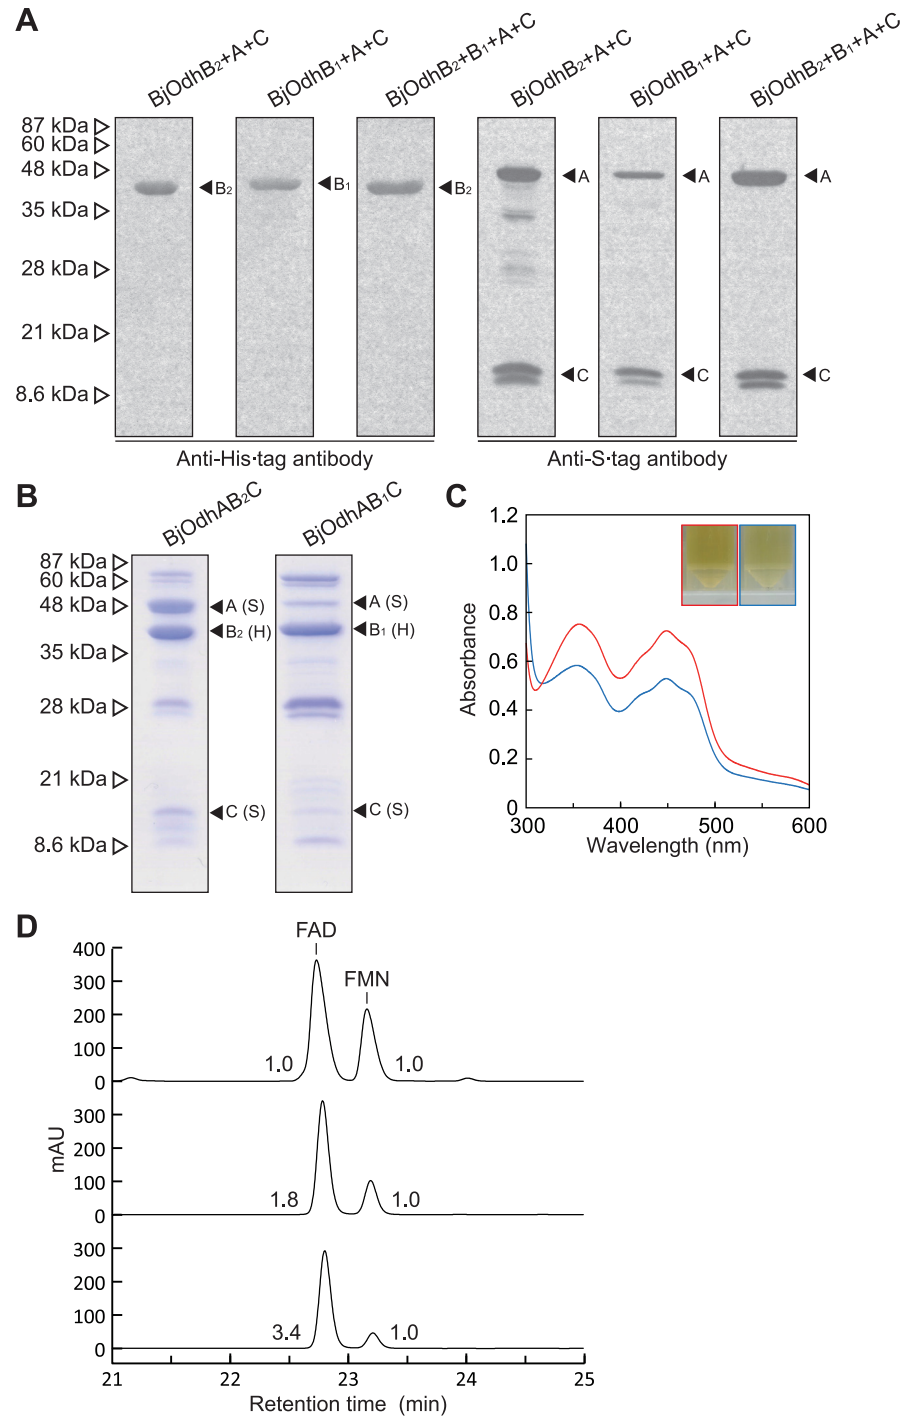 A
BjOdhB₂+A+C
BjOdhB₁+A+C
BjOdhB₂+B₁+A+C
BjOdhB₂+A+C
BjOdhB₁+A+C
BjOdhB₂+B₁+A+C
87 kDa
60 kDa
48 kDa
35 kDa
28 kDa
21 kDa
8.6 kDa
B₂
B₁
B₂
A
A
A
C
C
C
Anti-His·tag antibody
Anti-S·tag antibody
B
BjOdhAB₂C
BjOdhAB₁C
87 kDa
60 kDa
48 kDa
35 kDa
28 kDa
21 kDa
8.6 kDa
A (S)
B₂ (H)
C (S)
A (S)
B₁ (H)
C (S)
C
1.2
1.0
0.8
0.6
0.4
0.2
0
Absorbance
300 400 500 600
Wavelength (nm)
D
FAD
FMN
400
300
200
100
0
1.0 1.0
300
200
100
0
1.8 1.0
300
200
100
0
3.4 1.0
mAU
21 22 23 24 25
Retention time (min)